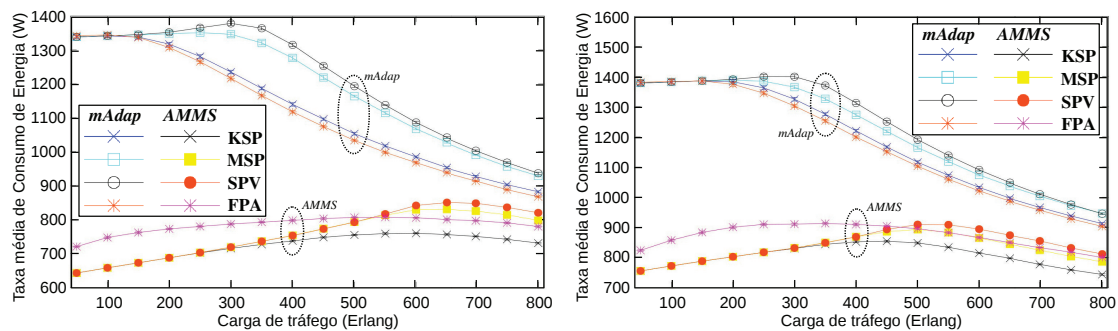 Taxa média de Consumo de Energia (W)
1400
1300
1200
1100
1000
900
800
700
600
mAdap
mAdap AMMS
KSP
MSP
SPV
FPA
AMMS
100 200 300 400 500 600 700 800
Carga de tráfego (Erlang)
Taxa média de Consumo de Energia (W)
1600
1500
1400
1300
1200
1100
1000
900
800
700
600
mAdap AMMS
KSP
MSP
SPV
FPA
mAdap
AMMS
100 200 300 400 500 600 700 800
Carga de tráfego (Erlang)